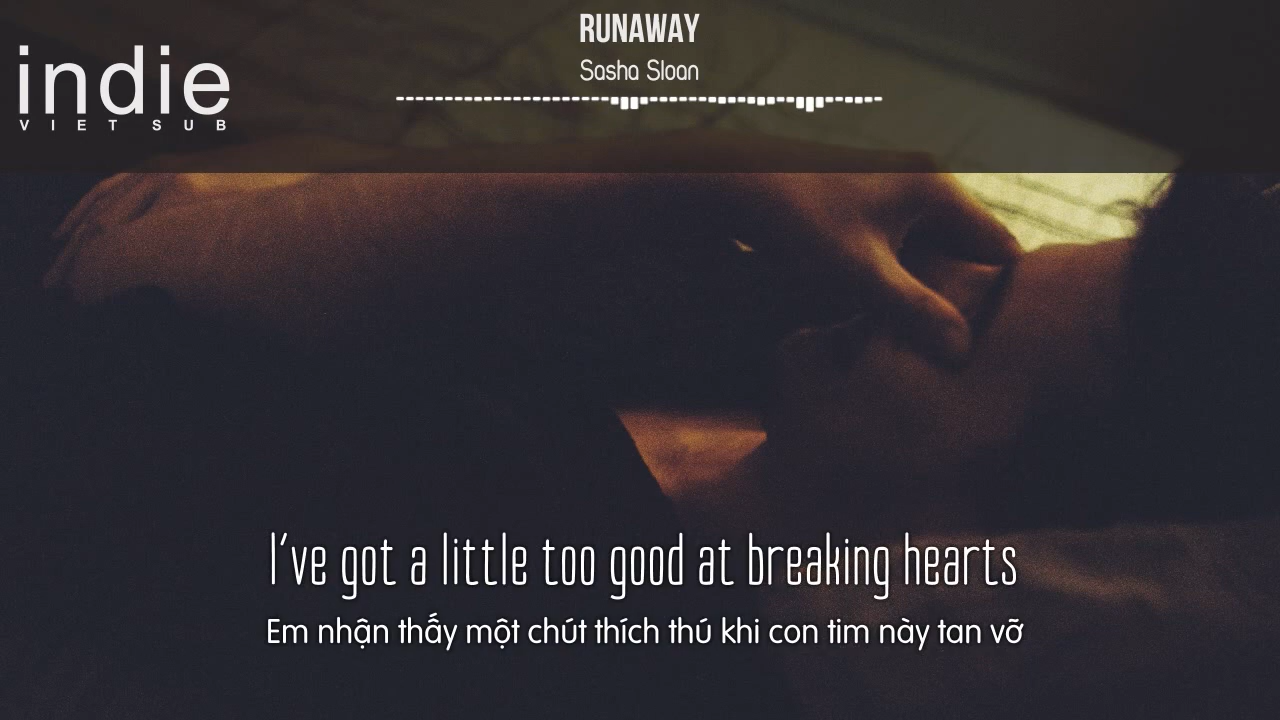 RUNAWAY
Sasha Sloan
indie
VIET SUB
I've got a little too good at breaking hearts
Em nhận thấy một chút thích thú khi con tim này tan vỡ